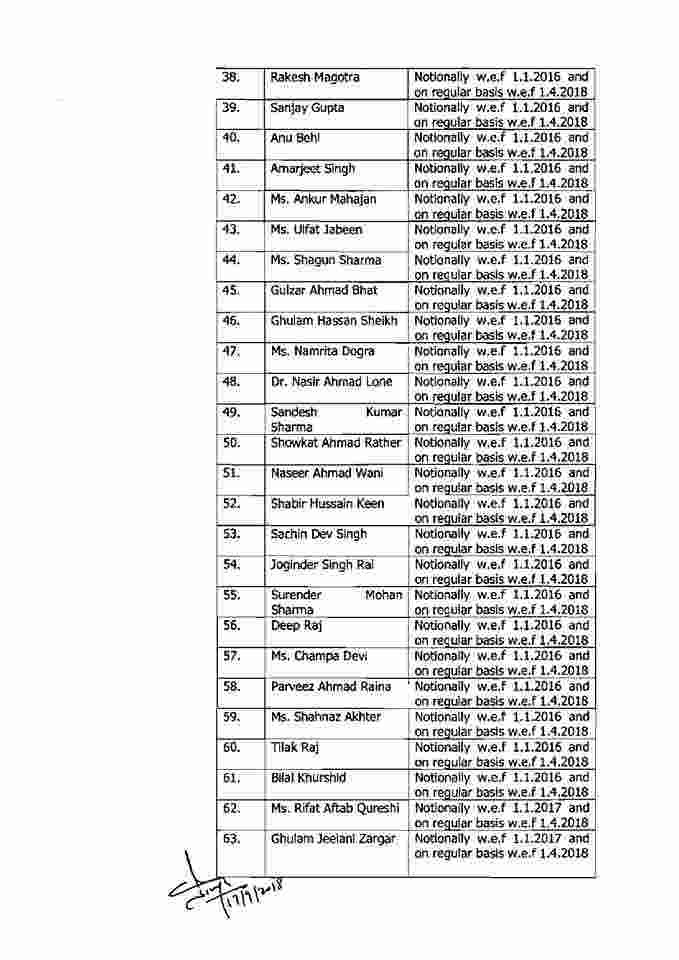 38. Rakesh Magotra Notionally w.e.f 1.1.2016 and
on regular basis w.e.f 1.4.2018
39. Sanjay Gupta Notionally w.e.f 1.1.2016 and
on regular basis w.e.f 1.4.2018
40. Anu Behl Notionally w.e.f 1.1.2016 and
on regular basis w.e.f 1.4.2018
41. Amarjeet Singh Notionally w.e.f 1.1.2016 and
on regular basis w.e.f 1.4.2018
42. Ms. Ankur Mahajan Notionally w.e.f 1.1.2016 and
on regular basis w.e.f 1.4.2018
43. Ms. Ulfat Jabeen Notionally w.e.f 1.1.2016 and
on regular basis w.e.f 1.4.2018
44. Ms. Shagun Sharma Notionally w.e.f 1.1.2016 and
on regular basis w.e.f 1.4.2018
45. Gulzar Ahmad Bhat Notionally w.e.f 1.1.2016 and
on regular basis w.e.f 1.4.2018
46. Ghulam Hassan Sheikh Notionally w.e.f 1.1.2016 and
on regular basis w.e.f 1.4.2018
47. Ms. Namrita Dogra Notionally w.e.f 1.1.2016 and
on regular basis w.e.f 1.4.2018
48. Dr. Nasir Ahmad Lone Notionally w.e.f 1.1.2016 and
on regular basis w.e.f 1.4.2018
49. Sandesh Kumar Notionally w.e.f 1.1.2016 and
Sharma on regular basis w.e.f 1.4.2018
50. Showkat Ahmad Rather Notionally w.e.f 1.1.2016 and
on regular basis w.e.f 1.4.2018
51. Naseer Ahmad Wani Notionally w.e.f 1.1.2016 and
on regular basis w.e.f 1.4.2018
52. Shabir Hussain Keen Notionally w.e.f 1.1.2016 and
on regular basis w.e.f 1.4.2018
53. Sachin Dev Singh Notionally w.e.f 1.1.2016 and
on regular basis w.e.f 1.4.2018
54. Joginder Singh Rai Notionally w.e.f 1.1.2016 and
on regular basis w.e.f 1.4.2018
55. Surender Mohan Notionally w.e.f 1.1.2016 and
Sharma on regular basis w.e.f 1.4.2018
56. Deep Raj Notionally w.e.f 1.1.2016 and
on regular basis w.e.f 1.4.2018
57. Ms. Champa Devi Notionally w.e.f 1.1.2016 and
on regular basis w.e.f 1.4.2018
58. Parveez Ahmad Raina Notionally w.e.f 1.1.2016 and
on regular basis w.e.f 1.4.2018
59. Ms. Shahnaz Akhter Notionally w.e.f 1.1.2016 and
on regular basis w.e.f 1.4.2018
60. Tilak Raj Notionally w.e.f 1.1.2016 and
on regular basis w.e.f 1.4.2018
61. Bilal Khurshid Notionally w.e.f 1.1.2016 and
on regular basis w.e.f 1.4.2018
62. Ms. Rifat Aftab Qureshi Notionally w.e.f 1.1.2017 and
on regular basis w.e.f 1.4.2018
63. Ghulam Jeelani Zargar Notionally w.e.f 1.1.2017 and
on regular basis w.e.f 1.4.2018
17/9/2018